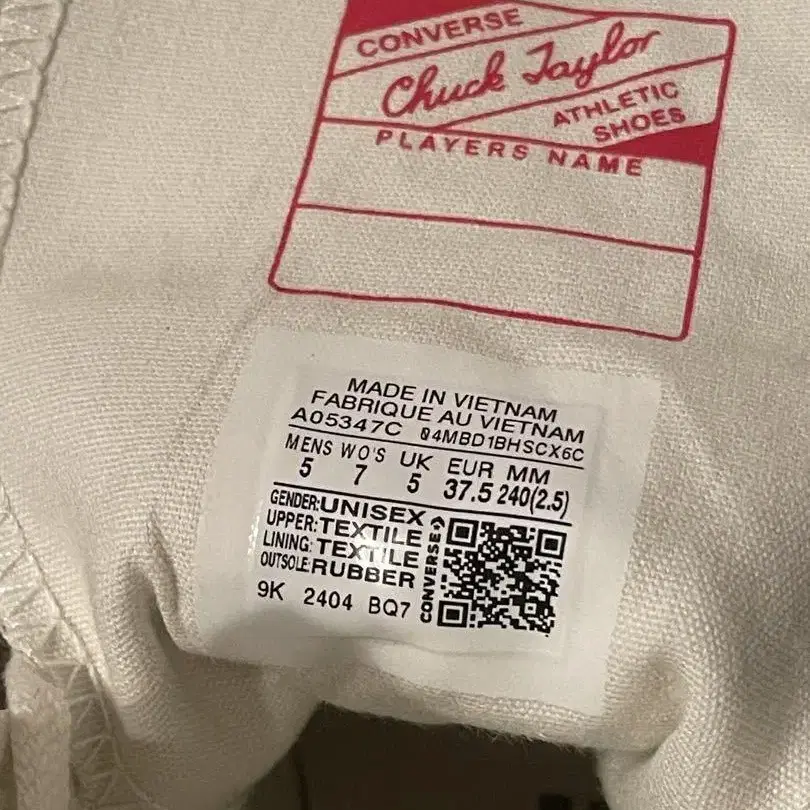 CONVERSE
Chuck Taylor
ATHLETIC
SHOES
PLAYERS NAME
MADE IN VIETNAM
FABRIQUE AU VIETNAM
A05347C 04MBD1BHSCX6C
MENS WO'S UK EUR MM
5 7 5 37.5 240(2.5)
GENDER:UNISEX
UPPER:TEXTILE
LINING:TEXTILE
OUTSOLE:RUBBER
CONVERSE
9K 2404 BQ7